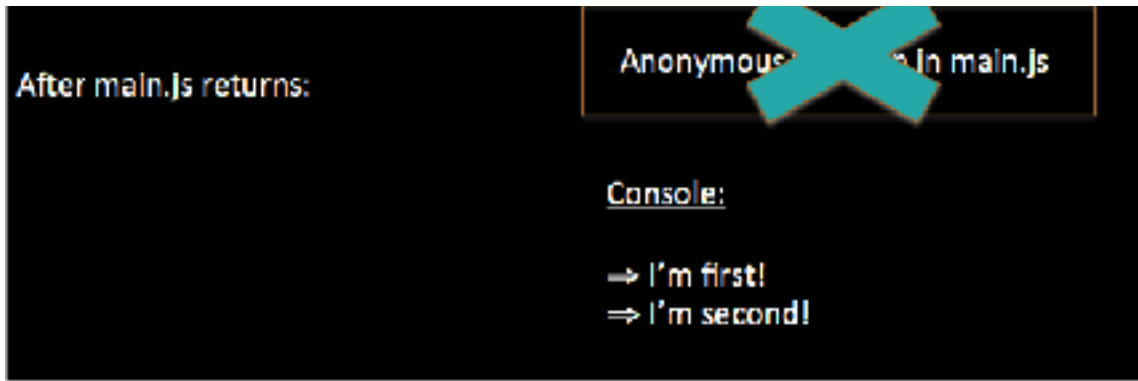 After main.js returns:
Anonymous in main.js
Console:
⇒ I'm first!
⇒ I'm second!